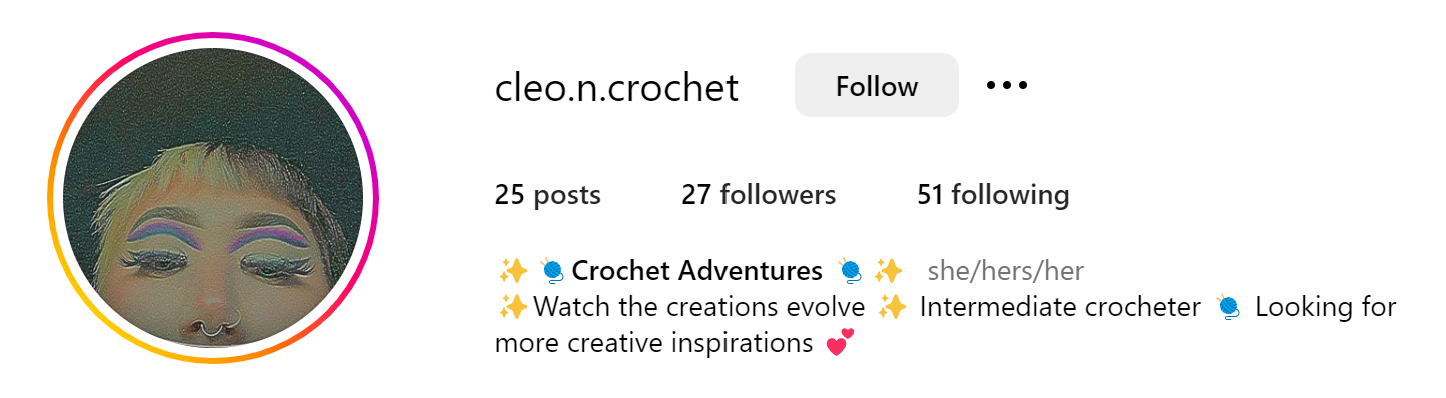 cleo.n.crochet Follow •••
25 posts 27 followers 51 following
✨ 🧶 Crochet Adventures 🧶 ✨ she/hers/her
✨Watch the creations evolve ✨ Intermediate crocheter 🧶 Looking for
more creative inspirations 💕